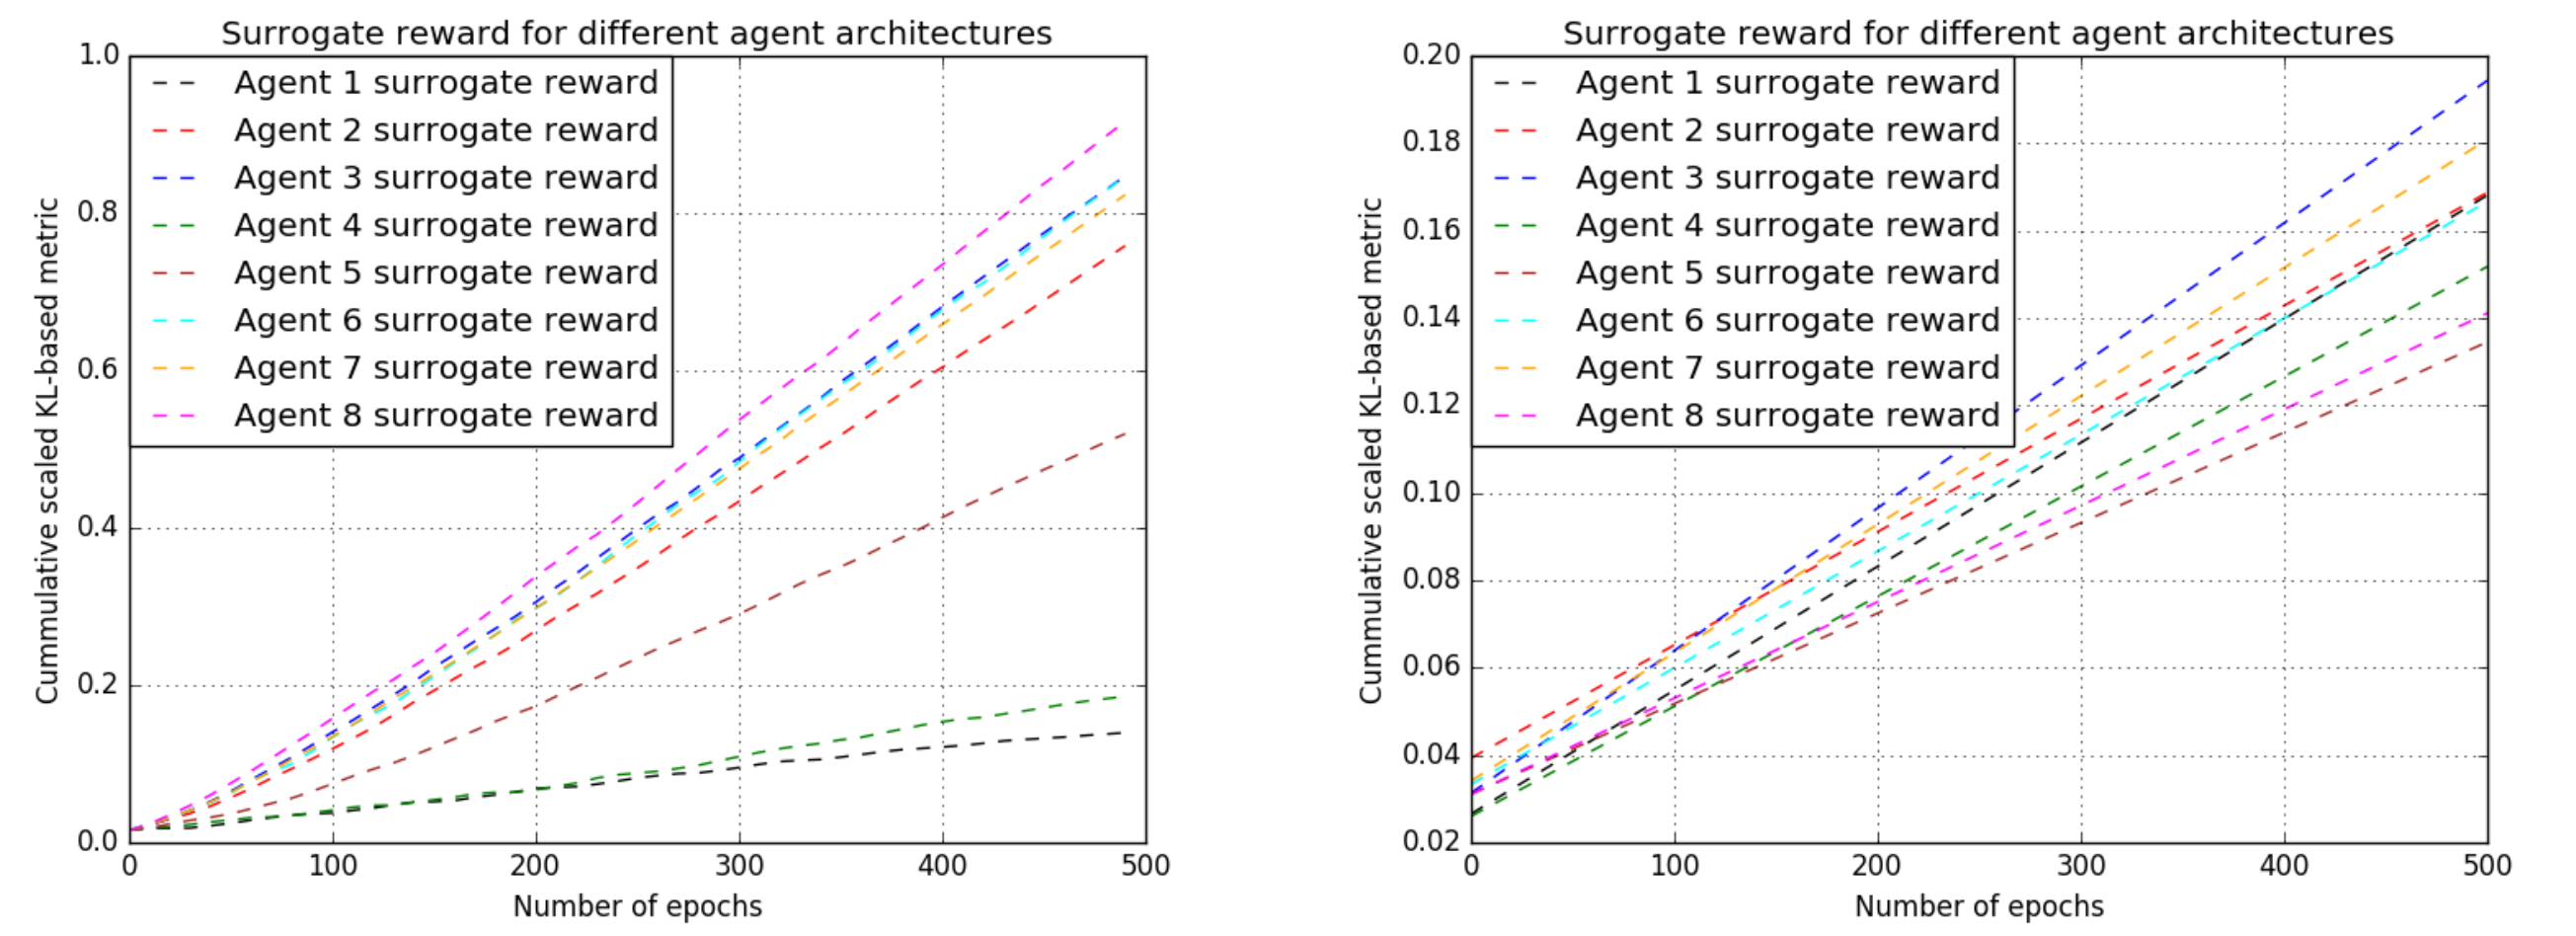 Surrogate reward for different agent architectures
1.0
0.8
0.6
0.4
0.2
0.0
Cummulative scaled KL-based metric
Agent 1 surrogate reward
Agent 2 surrogate reward
Agent 3 surrogate reward
Agent 4 surrogate reward
Agent 5 surrogate reward
Agent 6 surrogate reward
Agent 7 surrogate reward
Agent 8 surrogate reward
0 100 200 300 400 500
Number of epochs
Surrogate reward for different agent architectures
0.20
0.18
0.16
0.14
0.12
0.10
0.08
0.06
0.04
0.02
Cummulative scaled KL-based metric
Agent 1 surrogate reward
Agent 2 surrogate reward
Agent 3 surrogate reward
Agent 4 surrogate reward
Agent 5 surrogate reward
Agent 6 surrogate reward
Agent 7 surrogate reward
Agent 8 surrogate reward
0 100 200 300 400 500
Number of epochs